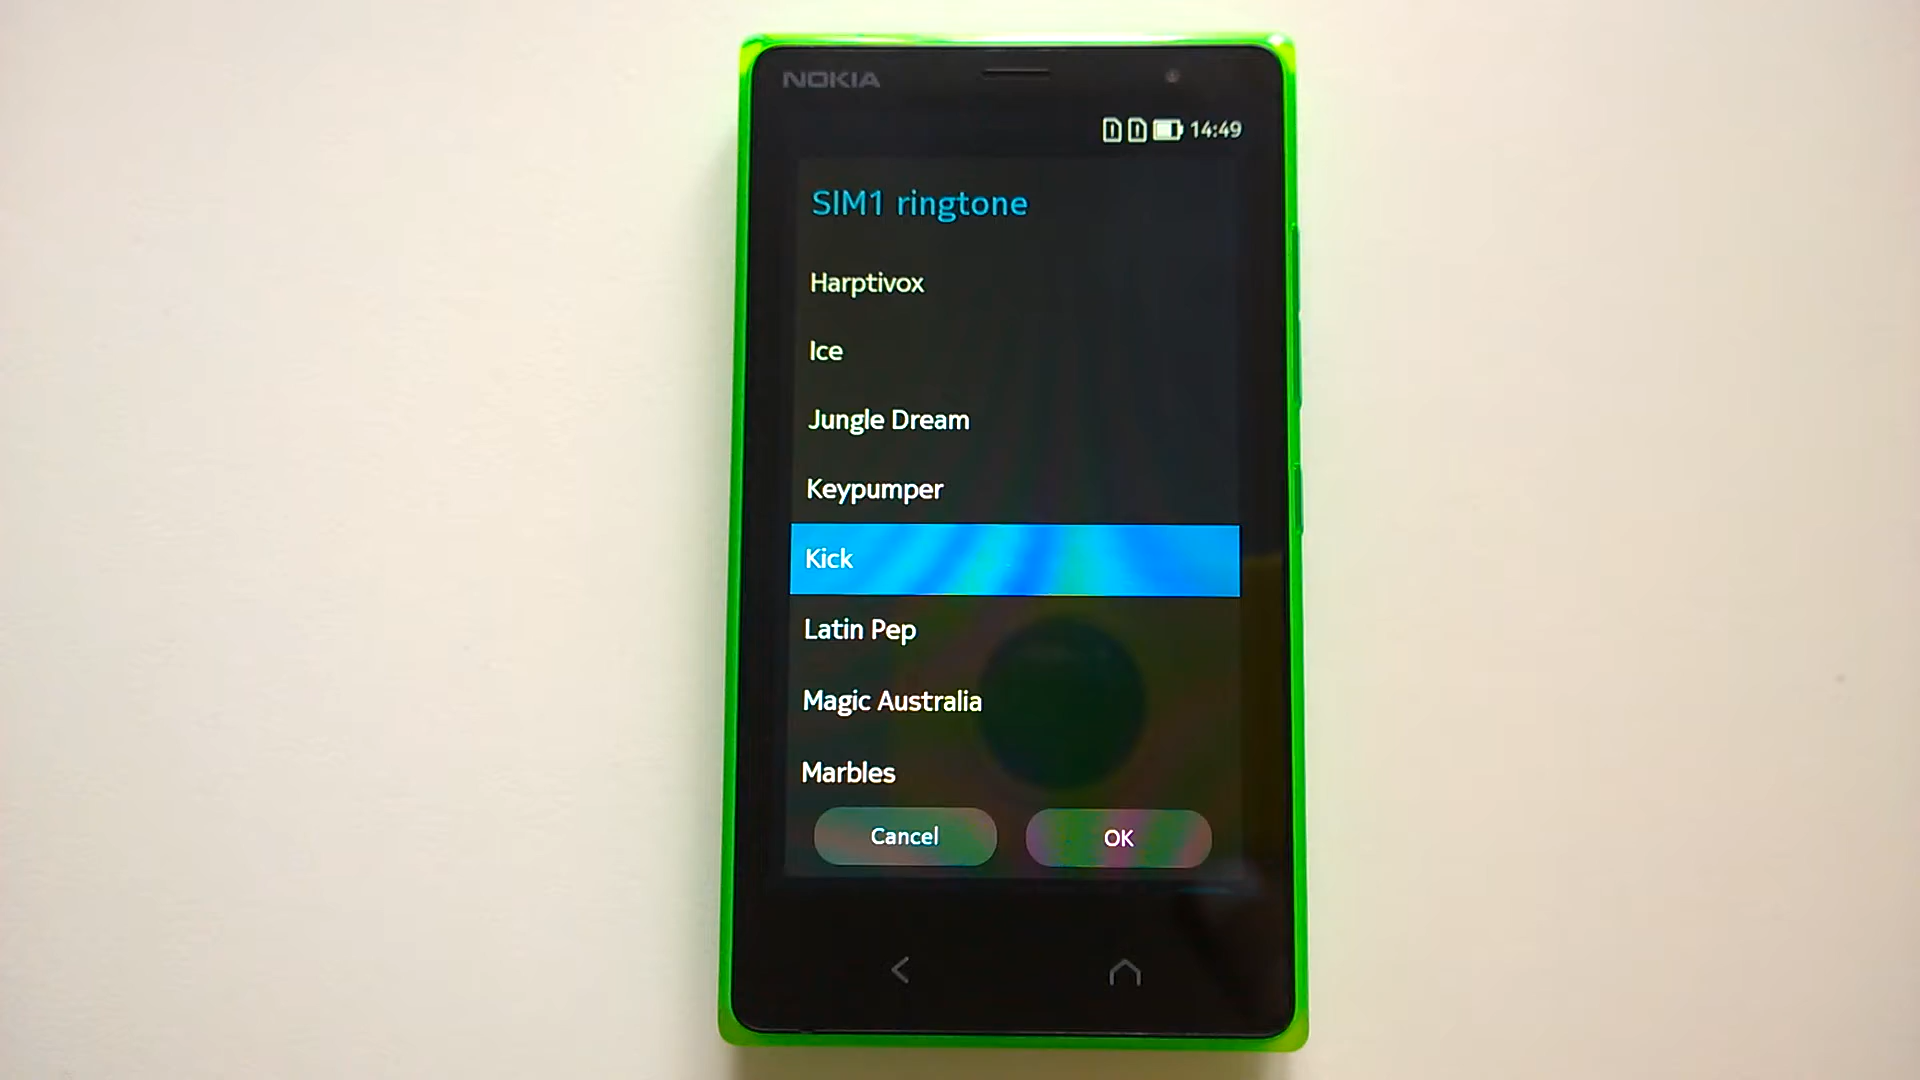 NOKIA
14:49
SIM1 ringtone
Harptivox
Ice
Jungle Dream
Keypumper
Kick
Latin Pep
Magic Australia
Marbles
Cancel
OK